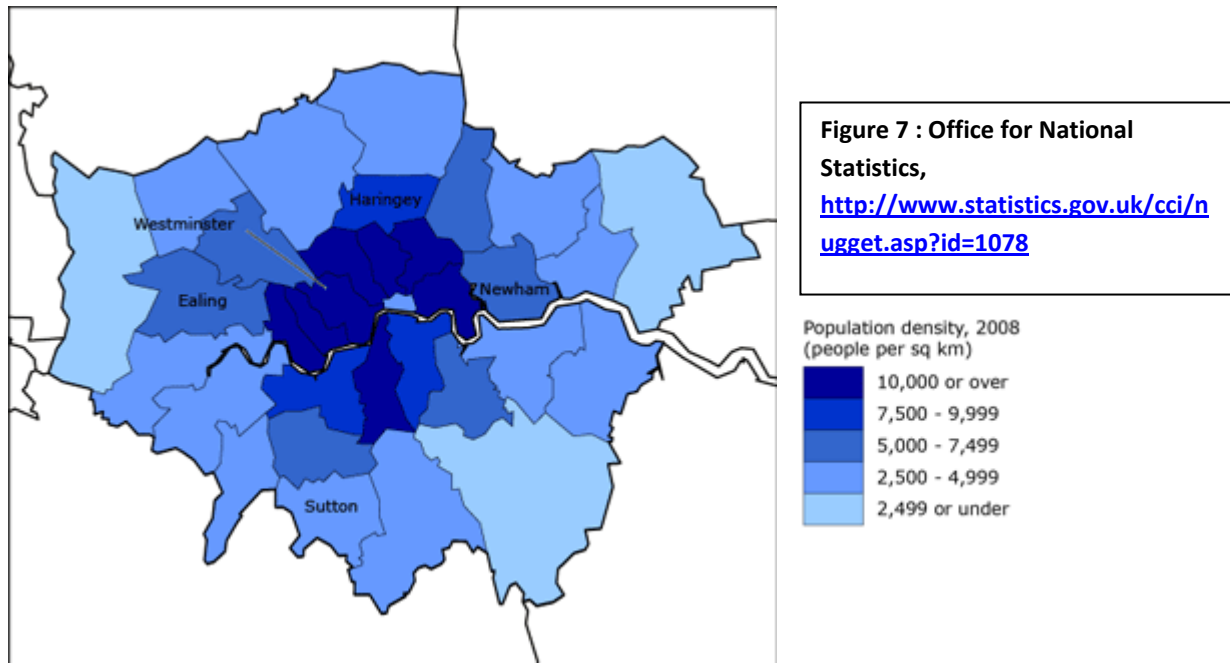 Haringey
Westminster
Ealing
Newham
Sutton
Figure 7 : Office for National
Statistics,
http://www.statistics.gov.uk/cci/n
ugget.asp?id=1078
Population density, 2008
(people per sq km)
10,000 or over
7,500 - 9,999
5,000 - 7,499
2,500 - 4,999
2,499 or under